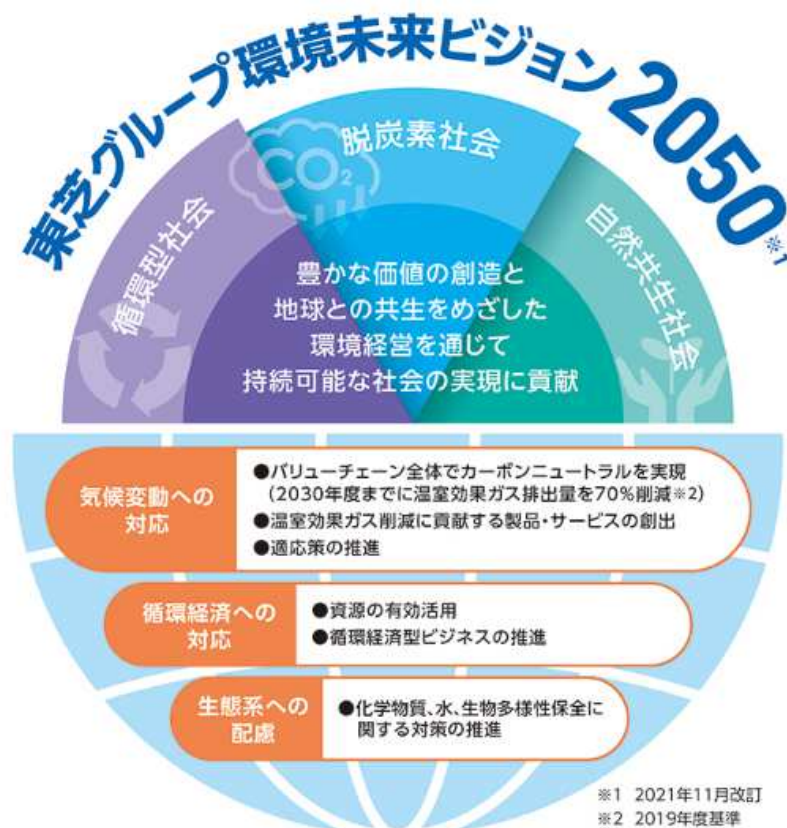 東芝グループ環境未来ビジョン2050※1
循環型社会
CO₂
脱炭素社会
自然共生社会
豊かな価値の創造と
地球との共生をめざした
環境経営を通じて
持続可能な社会の実現に貢献
気候変動への
対応
●バリューチェーン全体でカーボンニュートラルを実現
(2030年度までに温室効果ガス排出量を70%削減※2)
●温室効果ガス削減に貢献する製品・サービスの創出
●適応策の推進
循環経済への
対応
●資源の有効活用
●循環経済型ビジネスの推進
生態系への
配慮
●化学物質、水、生物多様性保全に
関する対策の推進
※1 2021年11月改訂
※2 2019年度基準